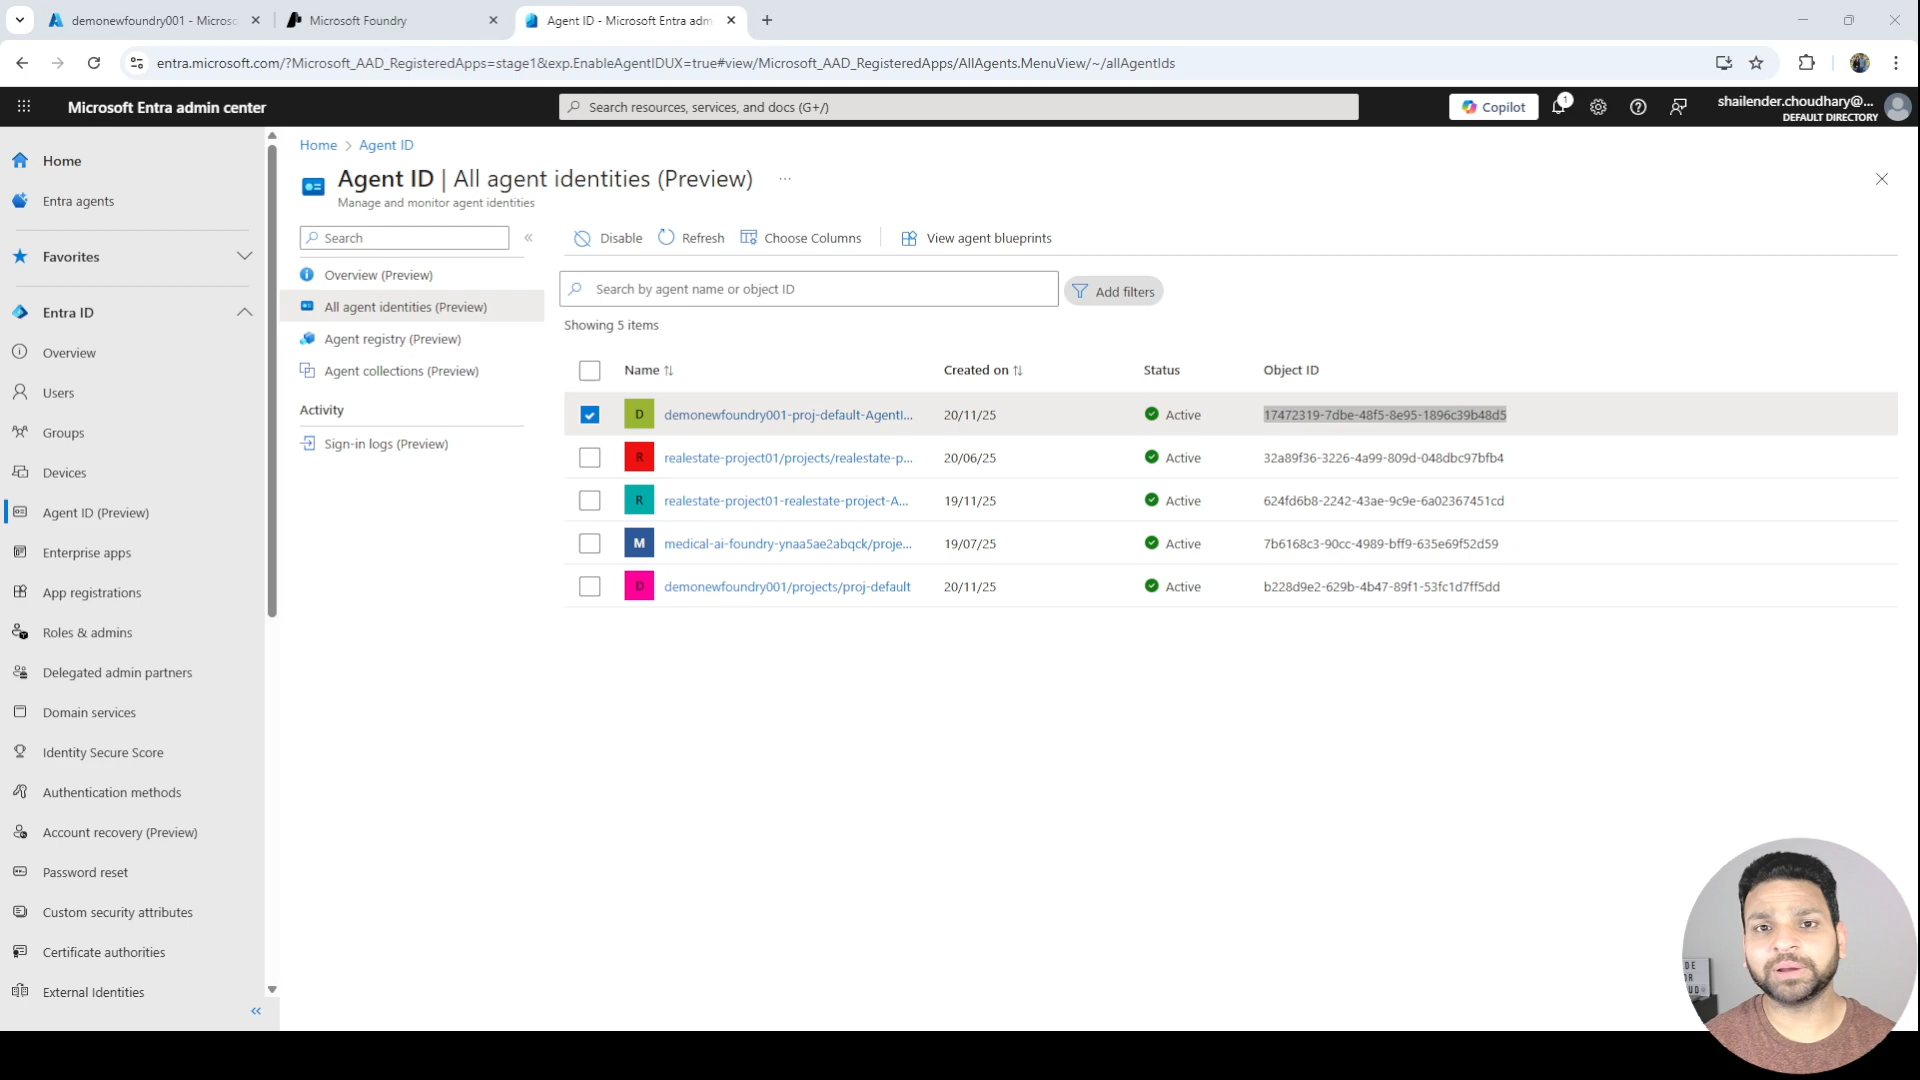 demonewfoundry001 - Micros
Microsoft Foundry
Agent ID - Microsoft Entra adm
entra.microsoft.com/?Microsoft_AAD_RegisteredApps=stage1&exp.EnableAgentIDUX=true#view/Microsoft_AAD_RegisteredApps/AllAgents.MenuView/~/allAgentIds
Microsoft Entra admin center
Search resources, services, and docs (G+/)
Copilot
1
shailender.choudhary@...
DEFAULT DIRECTORY
Home
Entra agents
Favorites
Entra ID
Overview
Users
Groups
Devices
Agent ID (Preview)
Enterprise apps
App registrations
Roles & admins
Delegated admin partners
Domain services
Identity Secure Score
Authentication methods
Account recovery (Preview)
Password reset
Custom security attributes
Certificate authorities
External Identities
Home > Agent ID
Agent ID | All agent identities (Preview) ...
Manage and monitor agent identities
Search
Overview (Preview)
All agent identities (Preview)
Agent registry (Preview)
Agent collections (Preview)
Activity
Sign-in logs (Preview)
Disable Refresh Choose Columns View agent blueprints
Search by agent name or object ID
Add filters
Showing 5 items
Name Created on Status Object ID
D demonewfoundry001-proj-default-AgentI... 20/11/25 Active 17472319-7dbe-48f5-8e95-1896c39b48d5
R realestate-project01/projects/realestate-p... 20/06/25 Active 32a89f36-3226-4a99-809d-048dbc97bfb4
R realestate-project01-realestate-project-A... 19/11/25 Active 624fd6b8-2242-43ae-9c9e-6a02367451cd
M medical-ai-foundry-ynaa5ae2abqck/proje... 19/07/25 Active 7b6168c3-90cc-4989-bff9-635e69f52d59
D demonewfoundry001/projects/proj-default 20/11/25 Active b228d9e2-629b-4b47-89f1-53fc1d7ff5dd